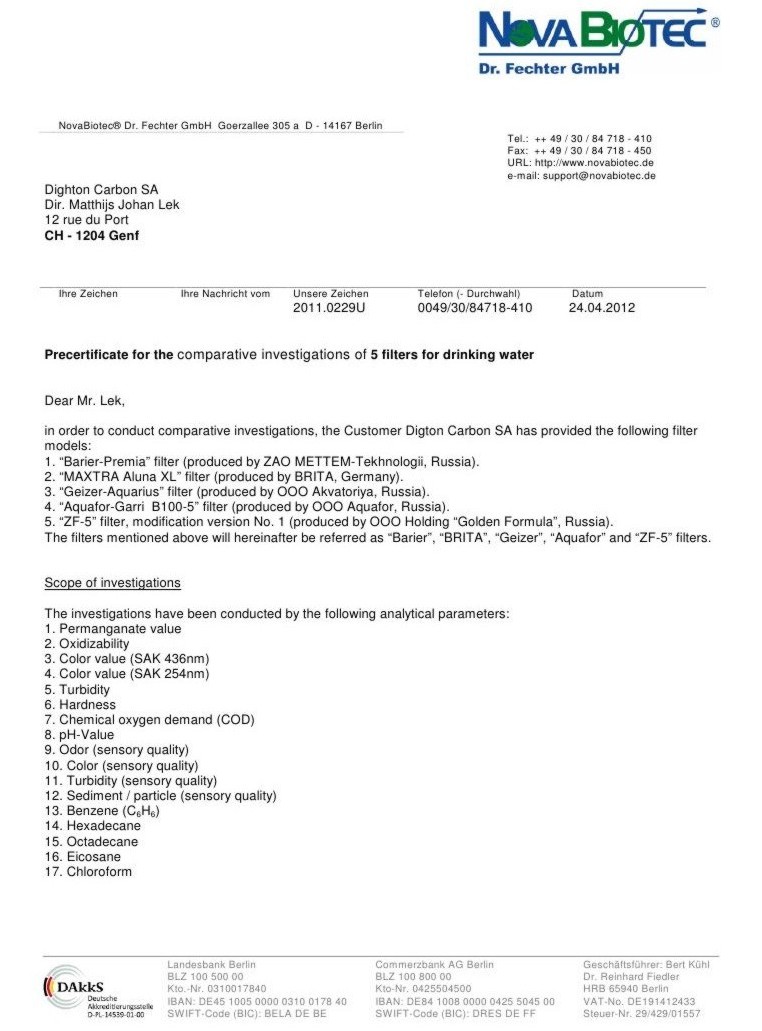 NOVABIOTEC®
Dr. Fechter GmbH
NovaBiotec® Dr. Fechter GmbH Goerzallee 305 a D - 14167 Berlin
Tel.: ++ 49 / 30 / 84 718 - 410
Fax: ++ 49 / 30 / 84 718 - 450
URL: http://www.novabiotec.de
e-mail: support@novabiotec.de
Dighton Carbon SA
Dir. Matthijs Johan Lek
12 rue du Port
CH - 1204 Genf
Ihre Zeichen Ihre Nachricht vom Unsere Zeichen Telefon (- Durchwahl) Datum
2011.0229U 0049/30/84718-410 24.04.2012
Precertificate for the comparative investigations of 5 filters for drinking water
Dear Mr. Lek,
in order to conduct comparative investigations, the Customer Digton Carbon SA has provided the following filter
models:
1. “Barier-Premia” filter (produced by ZAO METTEM-Tekhnologii, Russia).
2. “MAXTRA Aluna XL” filter (produced by BRITA, Germany).
3. “Geizer-Aquarius” filter (produced by OOO Akvatoriya, Russia).
4. “Aquafor-Garri B100-5” filter (produced by OOO Aquafor, Russia).
5. “ZF-5” filter, modification version No. 1 (produced by OOO Holding “Golden Formula”, Russia).
The filters mentioned above will hereinafter be referred as “Barier”, “BRITA”, “Geizer”, “Aquafor” and “ZF-5” filters.
Scope of investigations
The investigations have been conducted by the following analytical parameters:
1. Permanganate value
2. Oxidizability
3. Color value (SAK 436nm)
4. Color value (SAK 254nm)
5. Turbidity
6. Hardness
7. Chemical oxygen demand (COD)
8. pH-Value
9. Odor (sensory quality)
10. Color (sensory quality)
11. Turbidity (sensory quality)
12. Sediment / particle (sensory quality)
13. Benzene (C₆H₆)
14. Hexadecane
15. Octadecane
16. Eicosane
17. Chloroform
DAkkS
Deutsche
Akkreditierungsstelle
D-PL-14539-01-00
Landesbank Berlin
BLZ 100 500 00
Kto.-Nr. 0310017840
IBAN: DE45 1005 0000 0310 0178 40
SWIFT-Code (BIC): BELA DE BE
Commerzbank AG Berlin
BLZ 100 800 00
Kto-Nr. 0425504500
IBAN: DE84 1008 0000 0425 5045 00
SWIFT-Code (BIC): DRES DE FF
Geschäftsführer: Bert Kühl
Dr. Reinhard Fiedler
HRB 65940 Berlin
VAT-No. DE191412433
Steuer-Nr. 29/429/01557